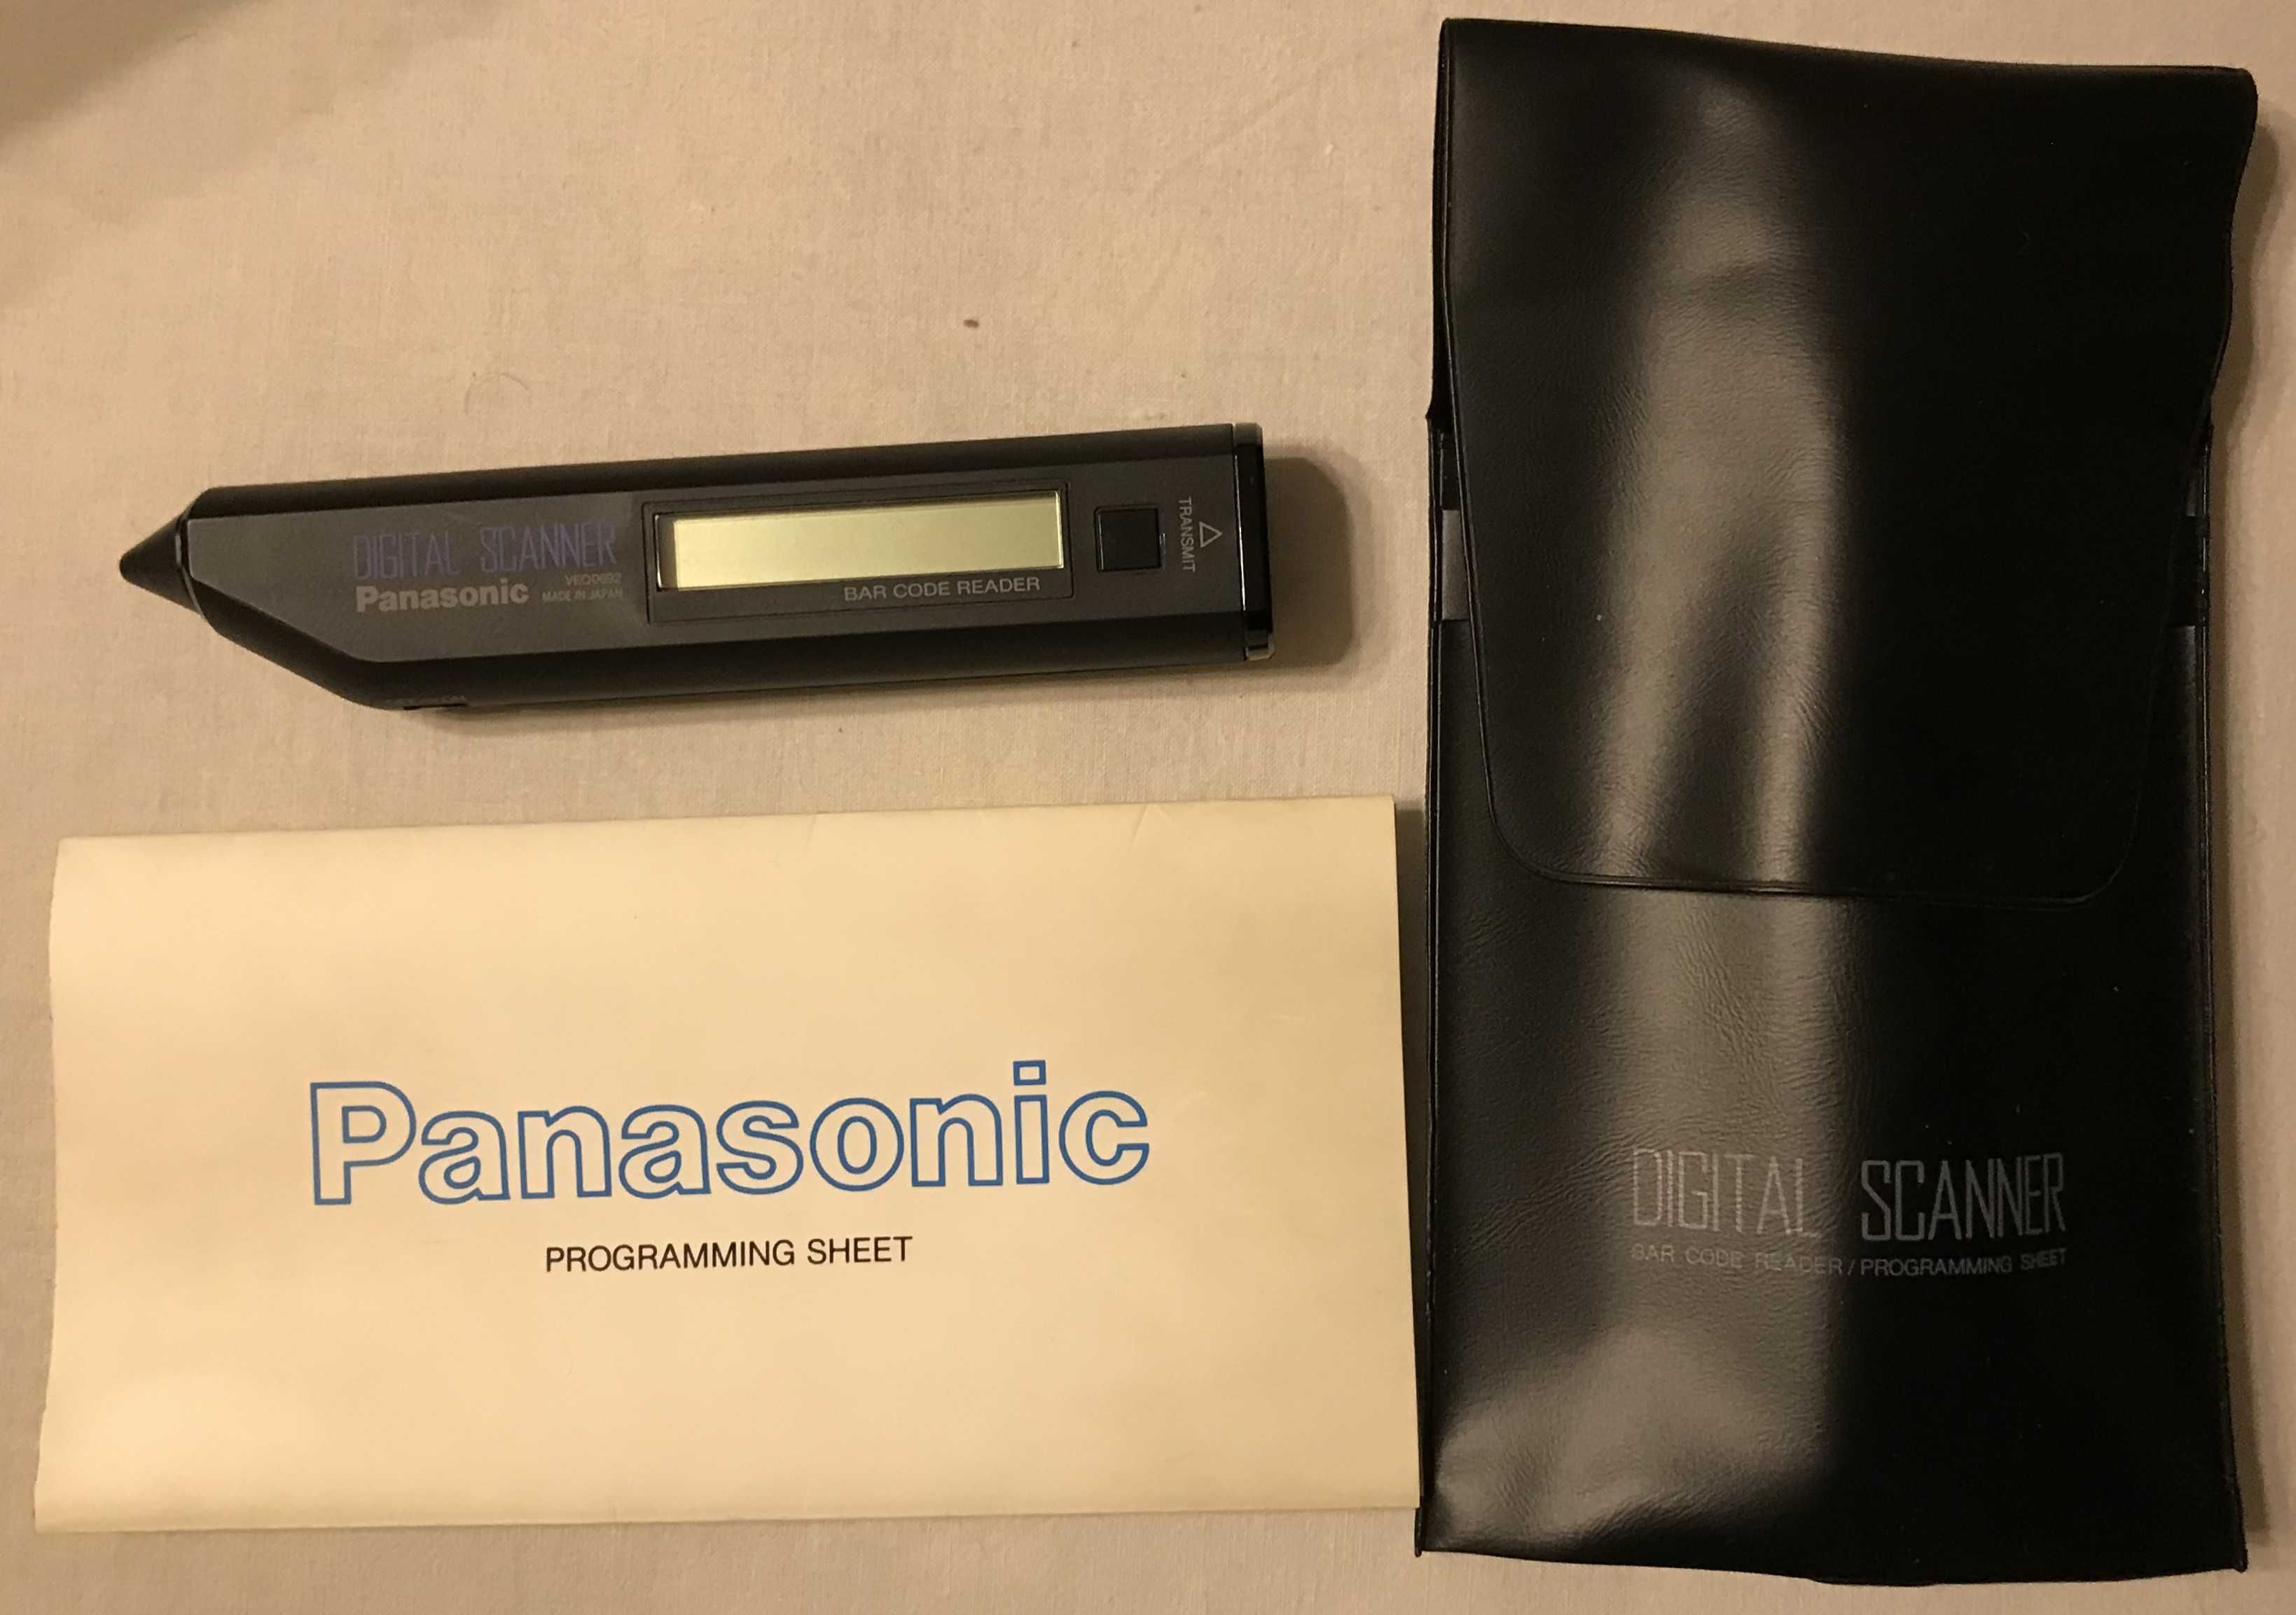 DIGITAL SCANNER
Panasonic
VEQ0692
MADE IN JAPAN
BAR CODE READER
TRANSMIT
Panasonic
PROGRAMMING SHEET
DIGITAL SCANNER
BAR CODE READER / PROGRAMMING SHEET